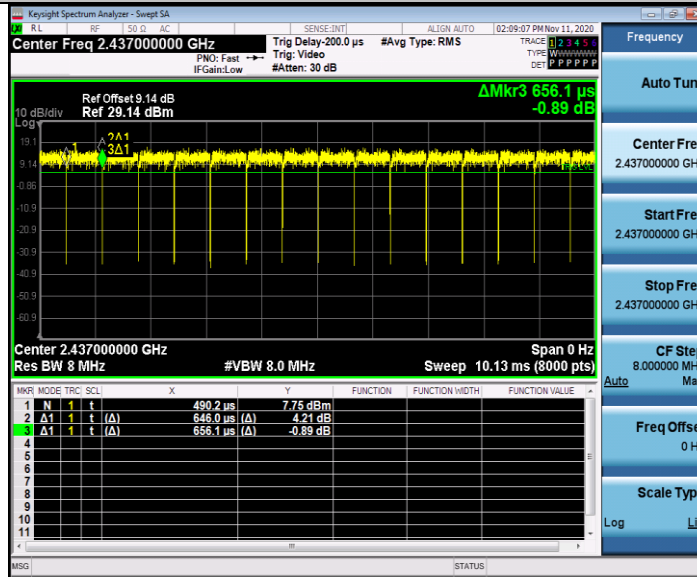 Keysight Spectrum Analyzer - Swept SA
RL RF 50 Ω AC SENSE:INT ALIGN AUTO 02:09:07 PM Nov 11, 2020
Center Freq 2.437000000 GHz
Trig Delay-200.0 µs #Avg Type: RMS
TRACE 1 2 3 4 5 6
PNO: Fast Trig: Video
TYPE WWWWWW
IFGain:Low #Atten: 30 dB
DET P P P P P P
Ref Offset 9.14 dB
10 dB/div Ref 29.14 dBm
ΔMkr3 656.1 µs
-0.89 dB
Log
19.1
9.14
-0.86
-10.9
-20.9
-30.9
-40.9
-50.9
-60.9
1
2Δ1
3Δ1
Center 2.437000000 GHz Span 0 Hz
Res BW 8 MHz #VBW 8.0 MHz Sweep 10.13 ms (8000 pts)
MKR MODE TRC SCL X Y FUNCTION FUNCTION WIDTH FUNCTION VALUE
1 N 1 t 490.2 µs 7.75 dBm
2 Δ1 1 t (Δ) 646.0 µs (Δ) 4.21 dB
3 Δ1 1 t (Δ) 656.1 µs (Δ) -0.89 dB
4
5
6
7
8
9
10
11
MSG STATUS
Frequency
Auto Tun
Center Fre
2.437000000 GH
Start Fre
2.437000000 GH
Stop Fre
2.437000000 GH
CF Ste
8.000000 MH
Auto Ma
Freq Offse
0 H
Scale Typ
Log Li